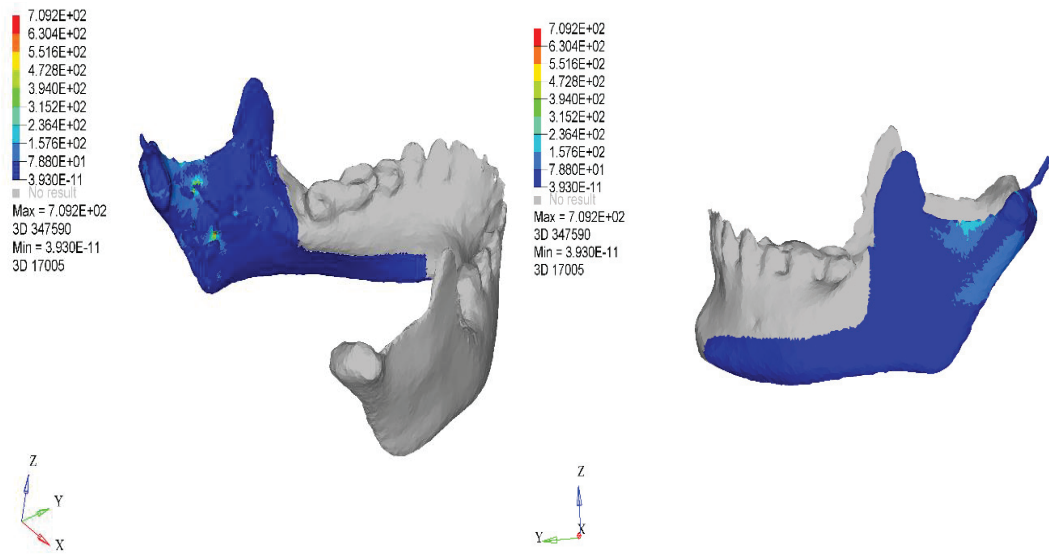 7.092E+02
6.304E+02
5.516E+02
4.728E+02
3.940E+02
3.152E+02
2.364E+02
1.576E+02
7.880E+01
3.930E-11
No result
Max = 7.092E+02
3D 347590
Min = 3.930E-11
3D 17005
Z
Y
X
7.092E+02
6.304E+02
5.516E+02
4.728E+02
3.940E+02
3.152E+02
2.364E+02
1.576E+02
7.880E+01
3.930E-11
No result
Max = 7.092E+02
3D 347590
Min = 3.930E-11
3D 17005
Z
X
Y